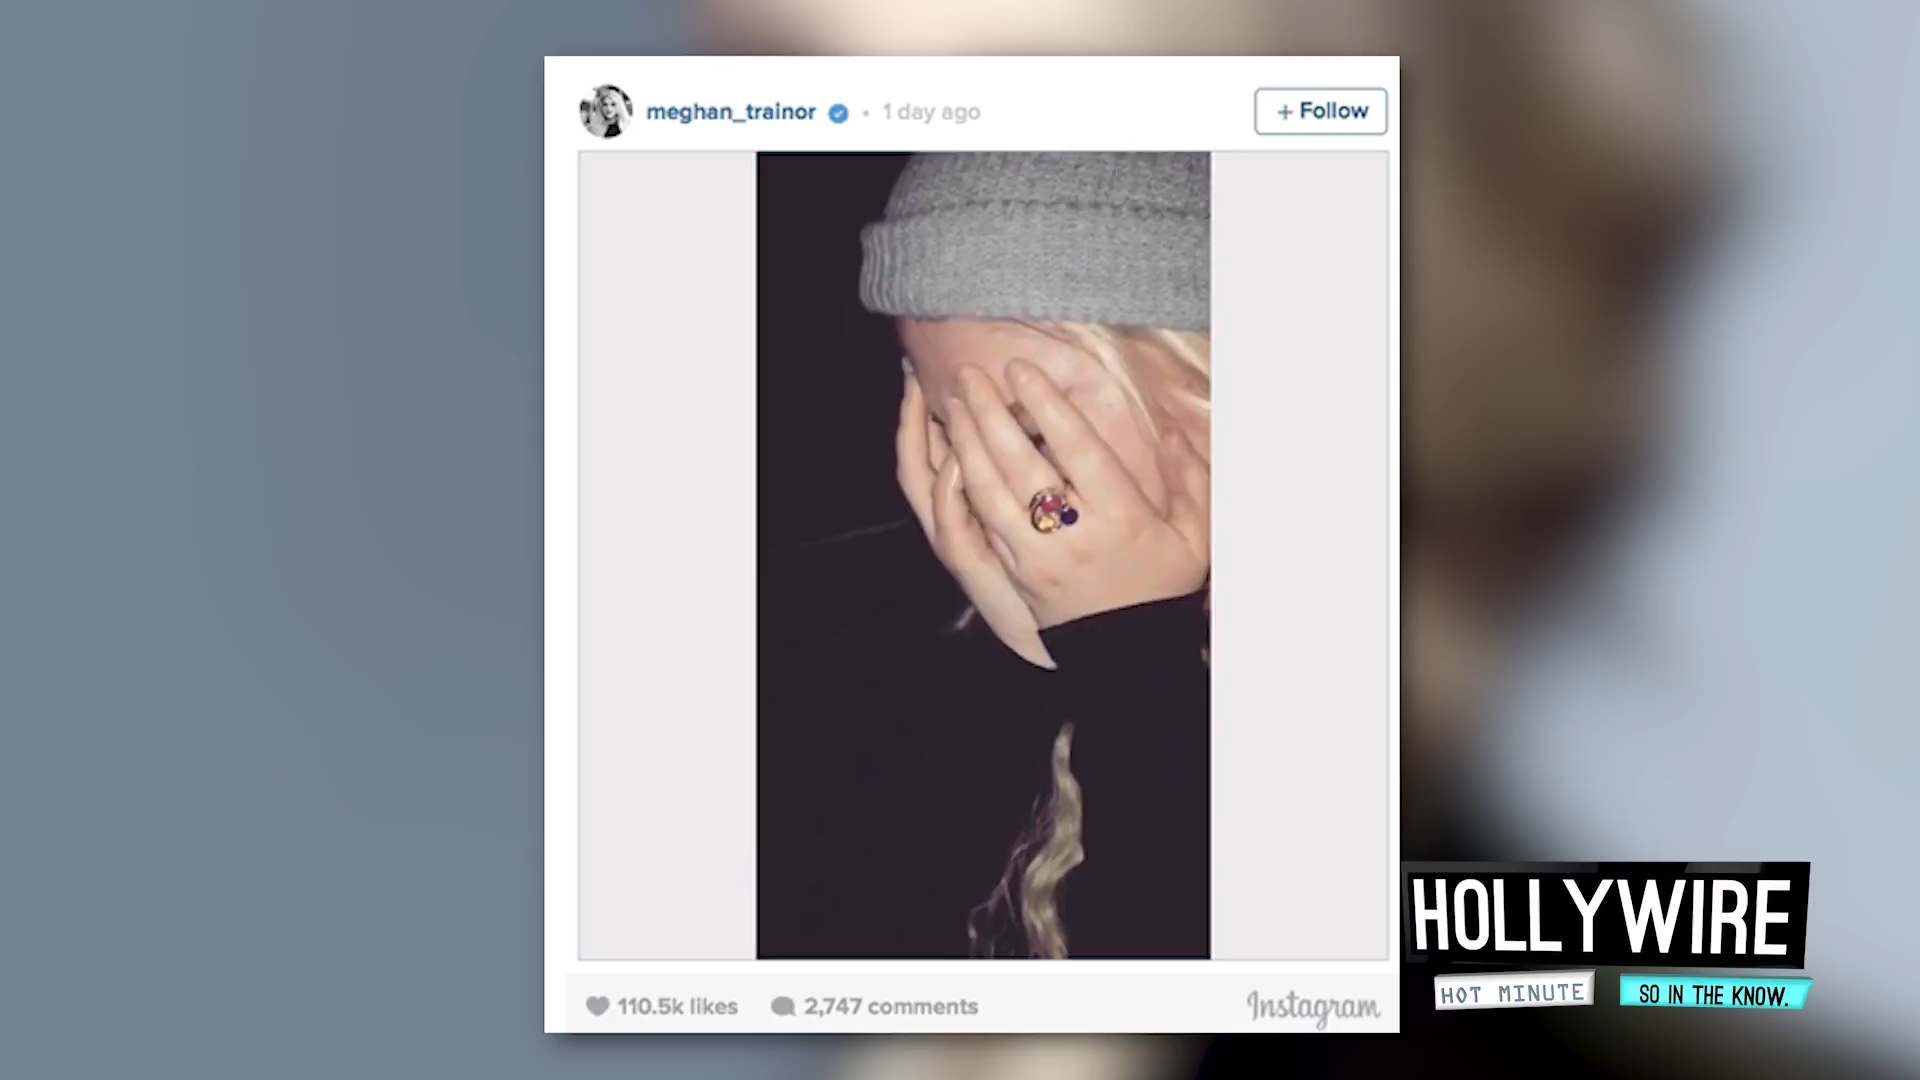 meghan_trainor • 1 day ago
+ Follow
110.5k likes 2,747 comments
Instagram
HOLLYWIRE
HOT MINUTE
SO IN THE KNOW.